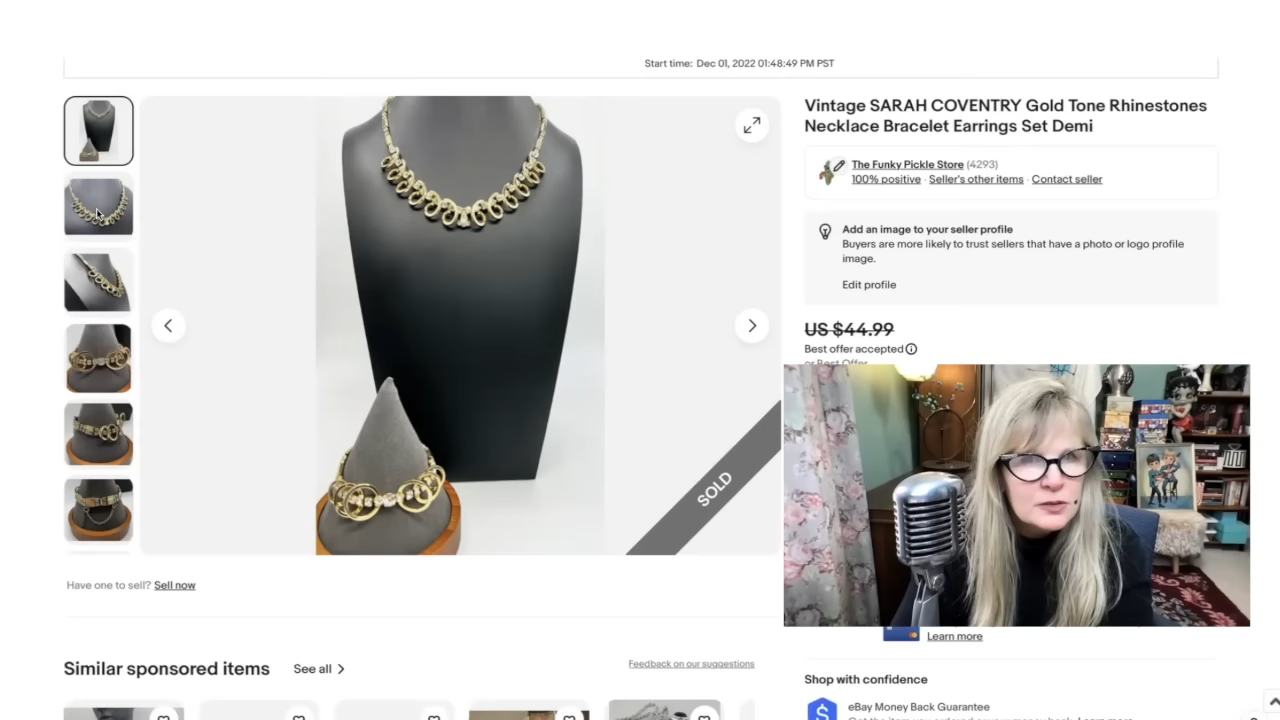 Start time: Dec 01, 2022 01:48:49 PM PST
Vintage SARAH COVENTRY Gold Tone Rhinestones
Necklace Bracelet Earrings Set Demi
The Funky Pickle Store (4293)
100% positive · Seller's other items · Contact seller
Add an image to your seller profile
Buyers are more likely to trust sellers that have a photo or logo profile
image.
Edit profile
US $44.99
Best offer accepted
or Best Offer
SOLD
Have one to sell? Sell now
Learn more
Similar sponsored items
See all
Feedback on our suggestions
Shop with confidence
eBay Money Back Guarantee